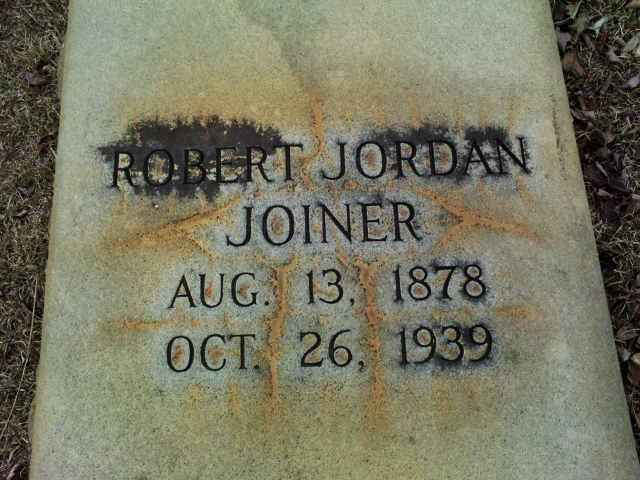 ROBERT JORDAN
JOINER
AUG. 13, 1878
OCT. 26, 1939